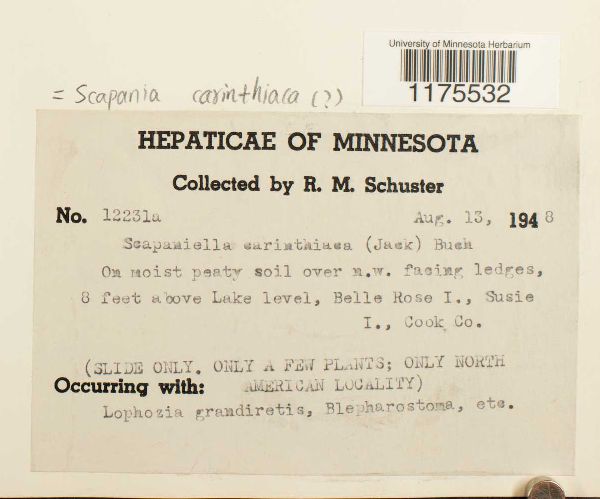 University of Minnesota Herbarium
1175532
= Scapania carinthiaca (?)
HEPATICAE OF MINNESOTA
Collected by R. M. Schuster
No. 12231a Aug. 13, 1948
Scapaniella carinthiaca (Jack) Buch
On moist peaty soil over n.w. facing ledges,
8 feet above Lake level, Belle Rose I., Susie
I., Cook Co.
(SLIDE ONLY. ONLY A FEW PLANTS; ONLY NORTH
Occurring with: AMERICAN LOCALITY)
Lophozia grandiretis, Blepharostoma, etc.